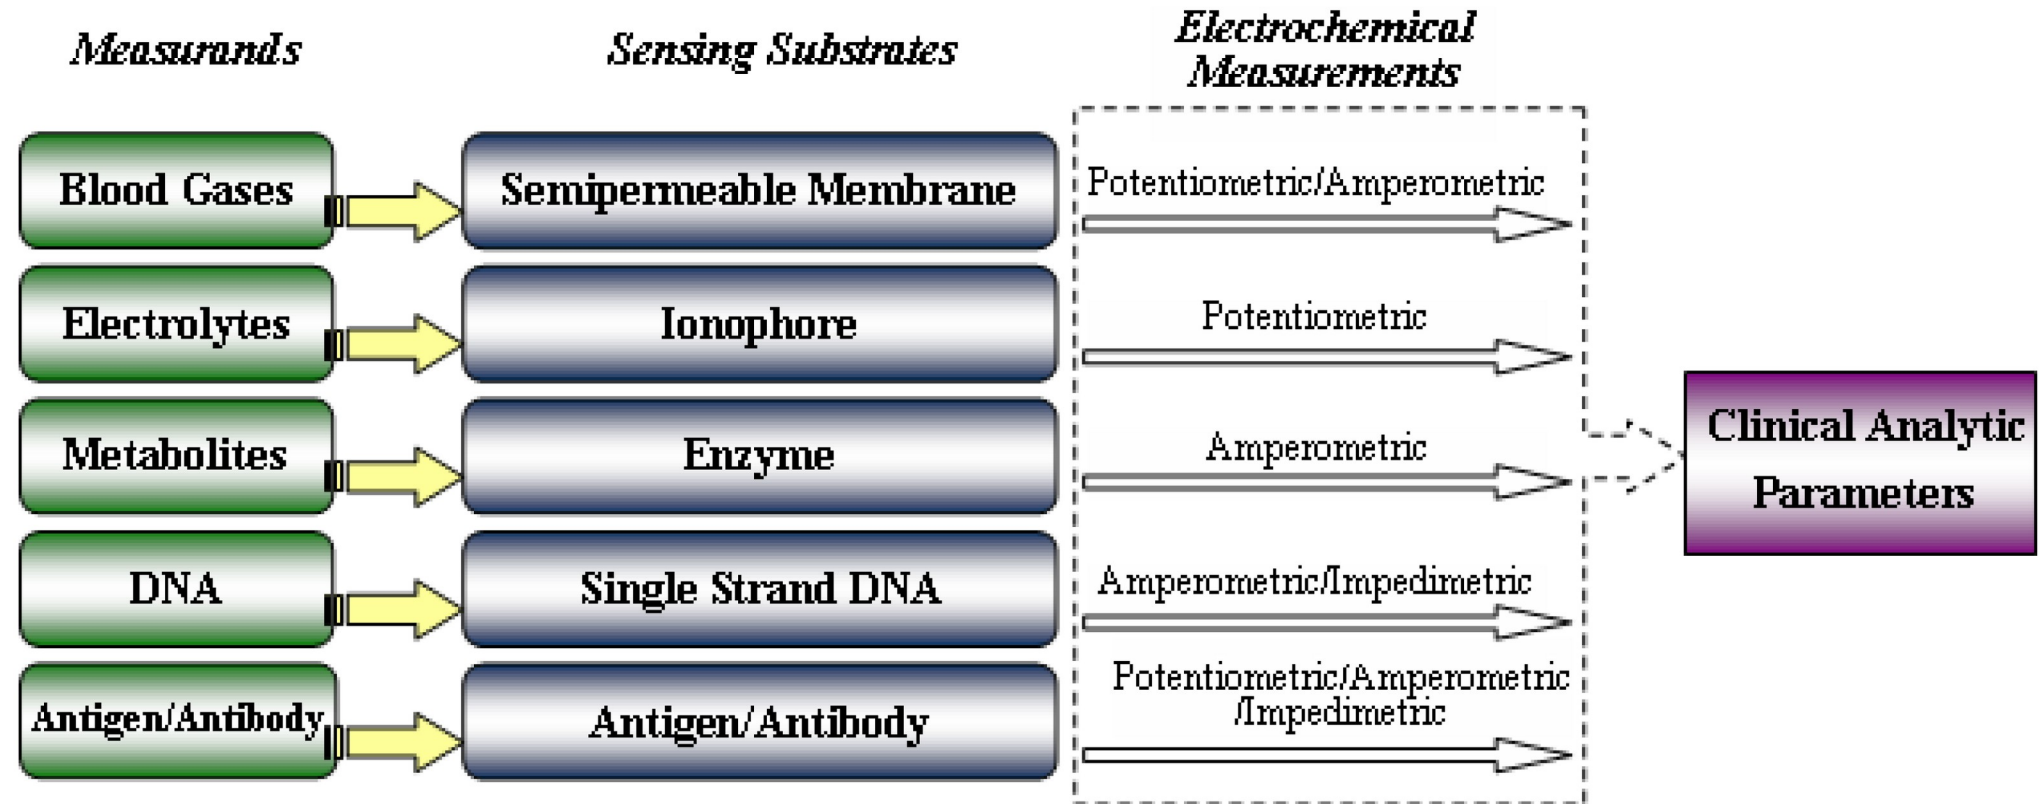 Measurands
Sensing Substrates
Electrochemical
Measurements
Blood Gases
Semipermeable Membrane
Potentiometric/Amperometric
Electrolytes
Ionophore
Potentiometric
Metabolites
Enzyme
Amperometric
DNA
Single Strand DNA
Amperometric/Impedimetric
Antigen/Antibody
Antigen/Antibody
Potentiometric/Amperometric
/Impedimetric
Clinical Analytic
Parameters